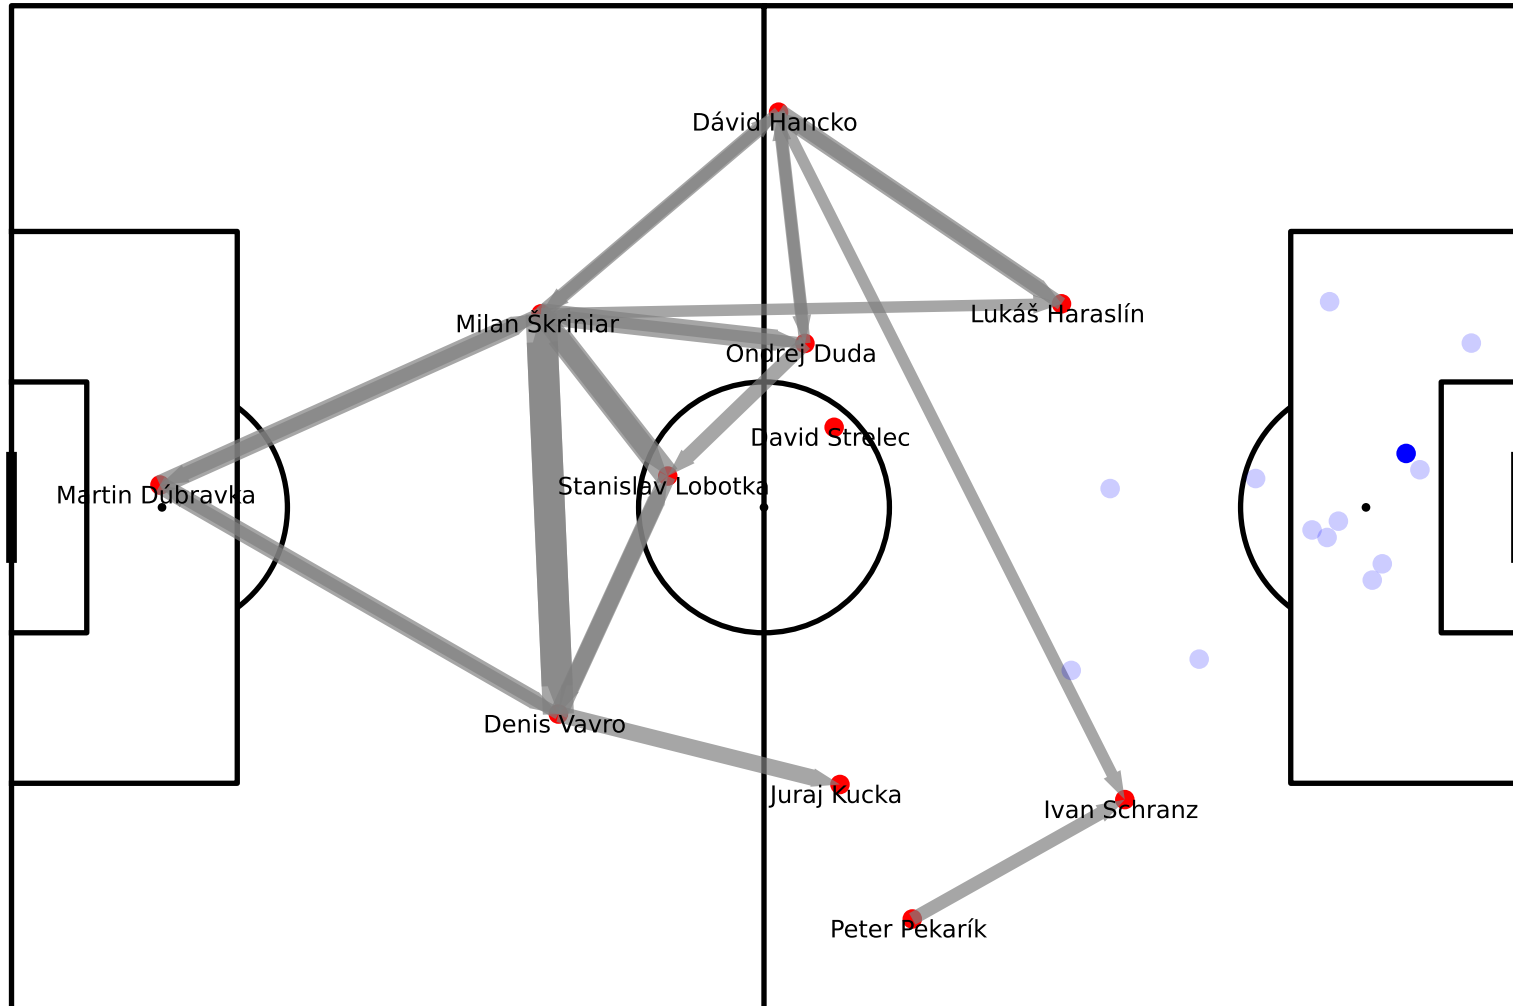 Dávid Hancko
Lukáš Haraslín
Milan Škriniar
Ondrej Duda
David Strelec
Stanislav Lobotka
Martin Dúbravka
Denis Vavro
Juraj Kucka
Ivan Schranz
Peter Pekarík